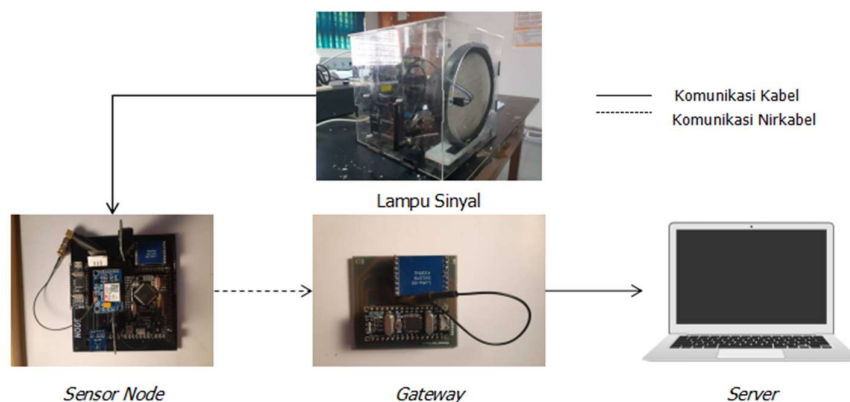 Komunikasi Kabel
Komunikasi Nirkabel
Lampu Sinyal
Sensor Node
Gateway
Server